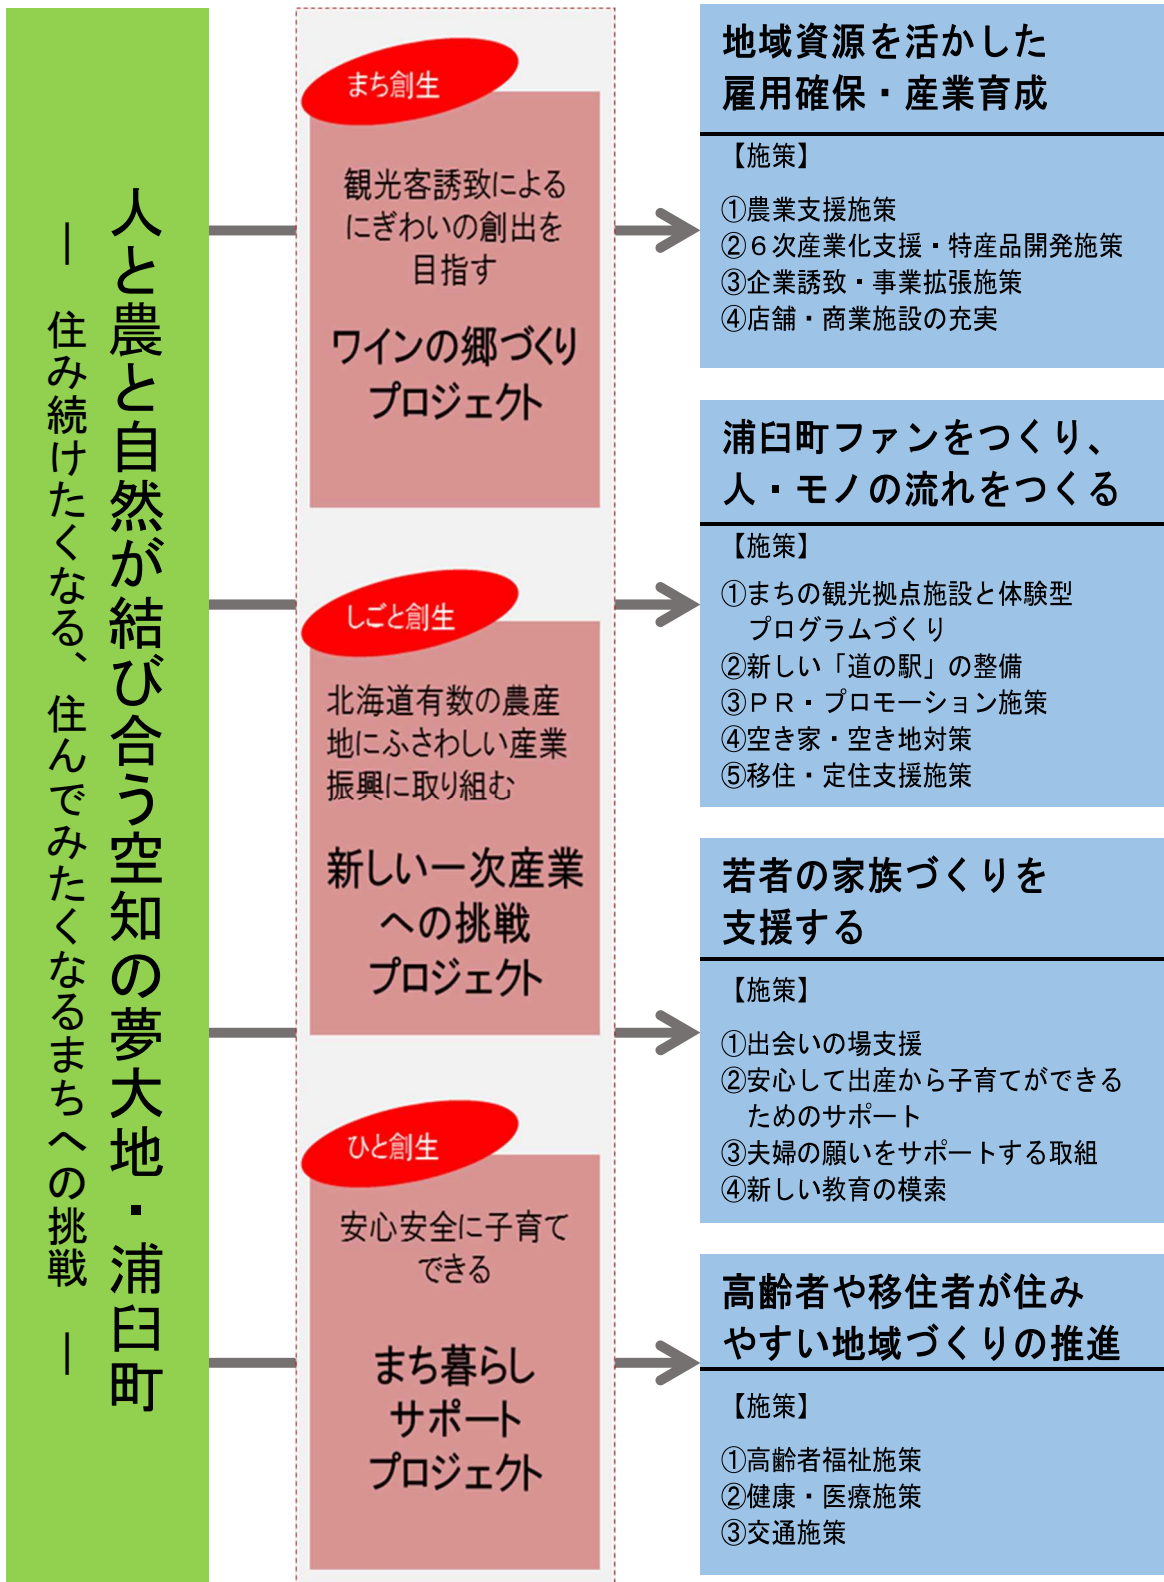 人と農と自然が結び合う空知の夢大地・浦臼町
― 住み続けたくなる、住んでみたくなるまちへの挑戦 ―
まち創生
観光客誘致による
にぎわいの創出を
目指す
ワインの郷づくり
プロジェクト
しごと創生
北海道有数の農産
地にふさわしい産業
振興に取り組む
新しい一次産業
への挑戦
プロジェクト
ひと創生
安心安全に子育て
できる
まち暮らし
サポート
プロジェクト
地域資源を活かした
雇用確保・産業育成
【施策】
①農業支援施策
②６次産業化支援・特産品開発施策
③企業誘致・事業拡張施策
④店舗・商業施設の充実
浦臼町ファンをつくり、
人・モノの流れをつくる
【施策】
①まちの観光拠点施設と体験型
プログラムづくり
②新しい「道の駅」の整備
③ＰＲ・プロモーション施策
④空き家・空き地対策
⑤移住・定住支援施策
若者の家族づくりを
支援する
【施策】
①出会いの場支援
②安心して出産から子育てができる
ためのサポート
③夫婦の願いをサポートする取組
④新しい教育の模索
高齢者や移住者が住み
やすい地域づくりの推進
【施策】
①高齢者福祉施策
②健康・医療施策
③交通施策